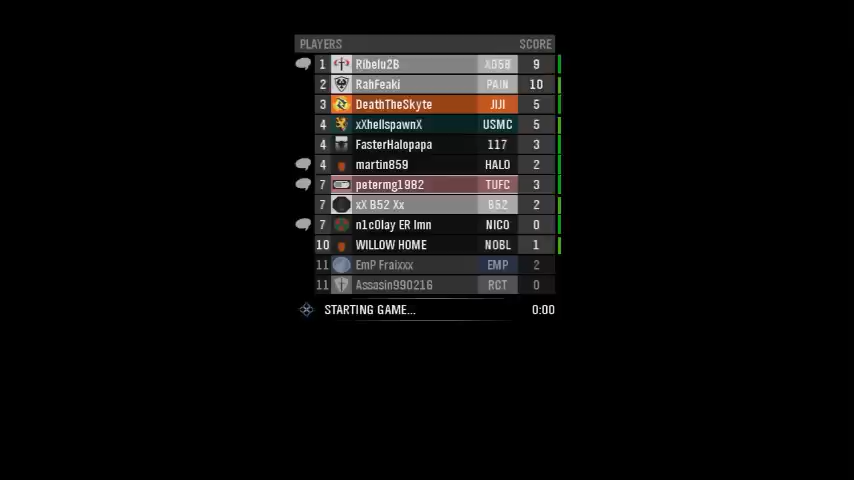 PLAYERS SCORE
1 Ribelu2B XD58 9
2 RahFeaki PAIN 10
3 DeathTheSkyte JIJI 5
4 xXhellspawnX USMC 5
4 FasterHalopapa 117 3
4 martin859 HALO 2
7 petermg1982 TUFC 3
7 xX B52 Xx B52 2
7 n1c0lay ER lmn NICO 0
10 WILLOW HOME NOBL 1
11 EmP Fraixxx EMP 2
11 Assasin990216 RCT 0
STARTING GAME... 0:00